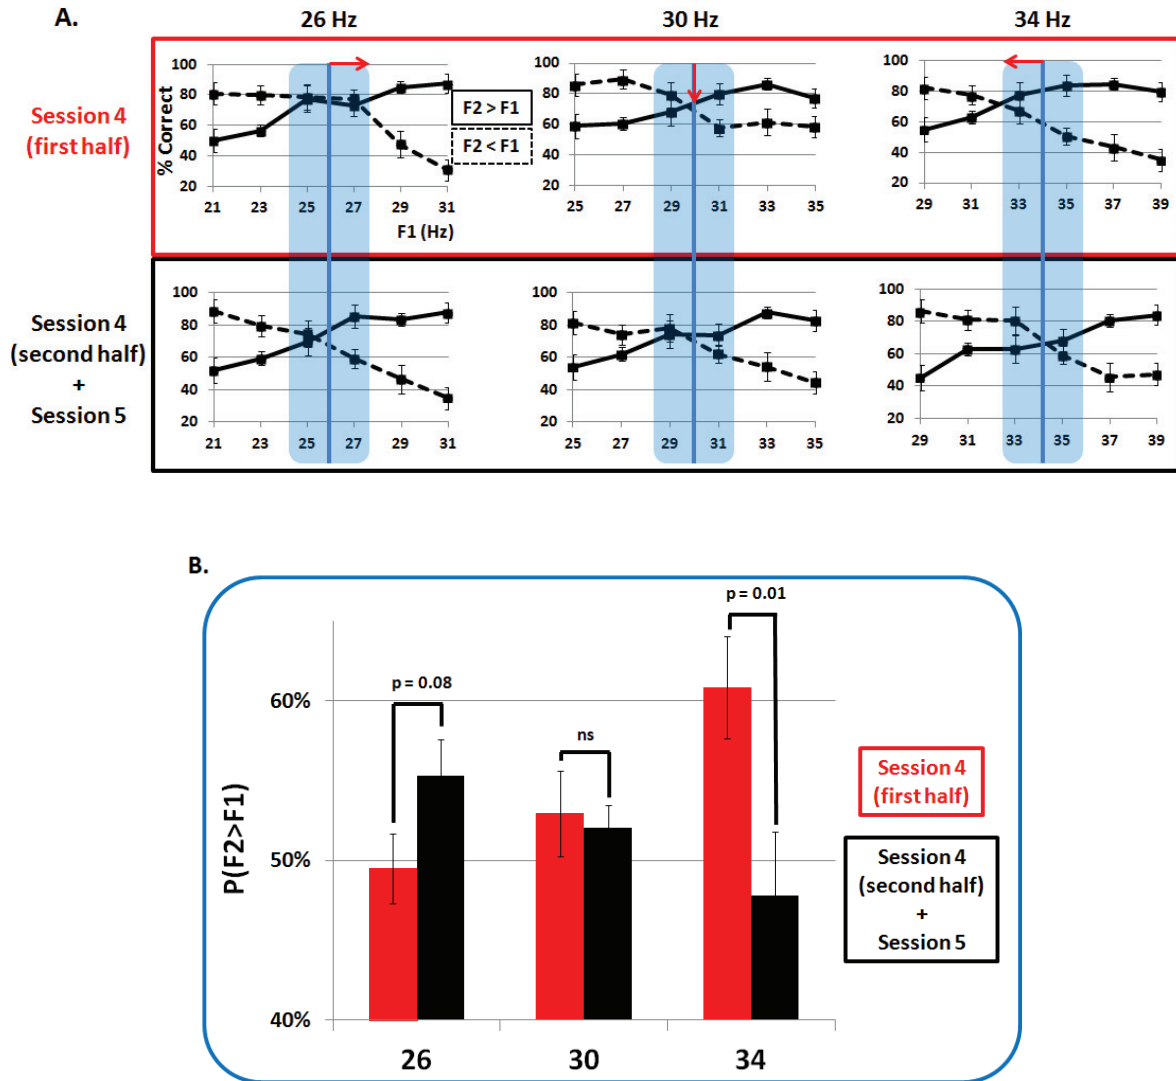 A.
26 Hz 30 Hz 34 Hz
Session 4
(first half)
% Correct
100
80
60
40
20
21 23 25 27 29 31
F1 (Hz)
F2 > F1
F2 < F1
100
80
60
40
20
0
25 27 29 31 33 35
100
80
60
40
20
29 31 33 35 37 39
Session 4
(second half)
+
Session 5
100
80
60
40
20
21 23 25 27 29 31
100
80
60
40
20
25 27 29 31 33 35
100
80
60
40
20
29 31 33 35 37 39
B.
P(F2>F1)
60%
50%
40%
p = 0.08
ns
p = 0.01
26 30 34
Session 4
(first half)
Session 4
(second half)
+
Session 5